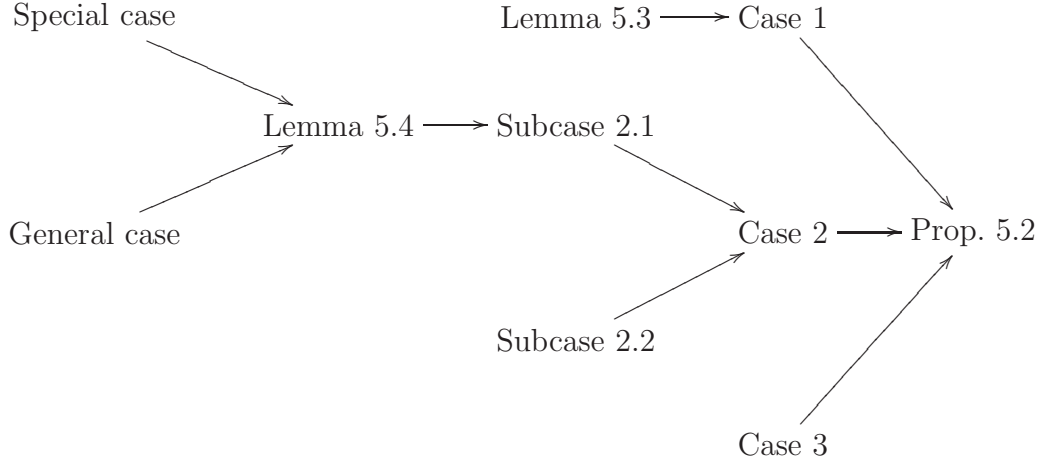 Special case
Lemma 5.3
Case 1
Lemma 5.4
Subcase 2.1
General case
Case 2
Prop. 5.2
Subcase 2.2
Case 3